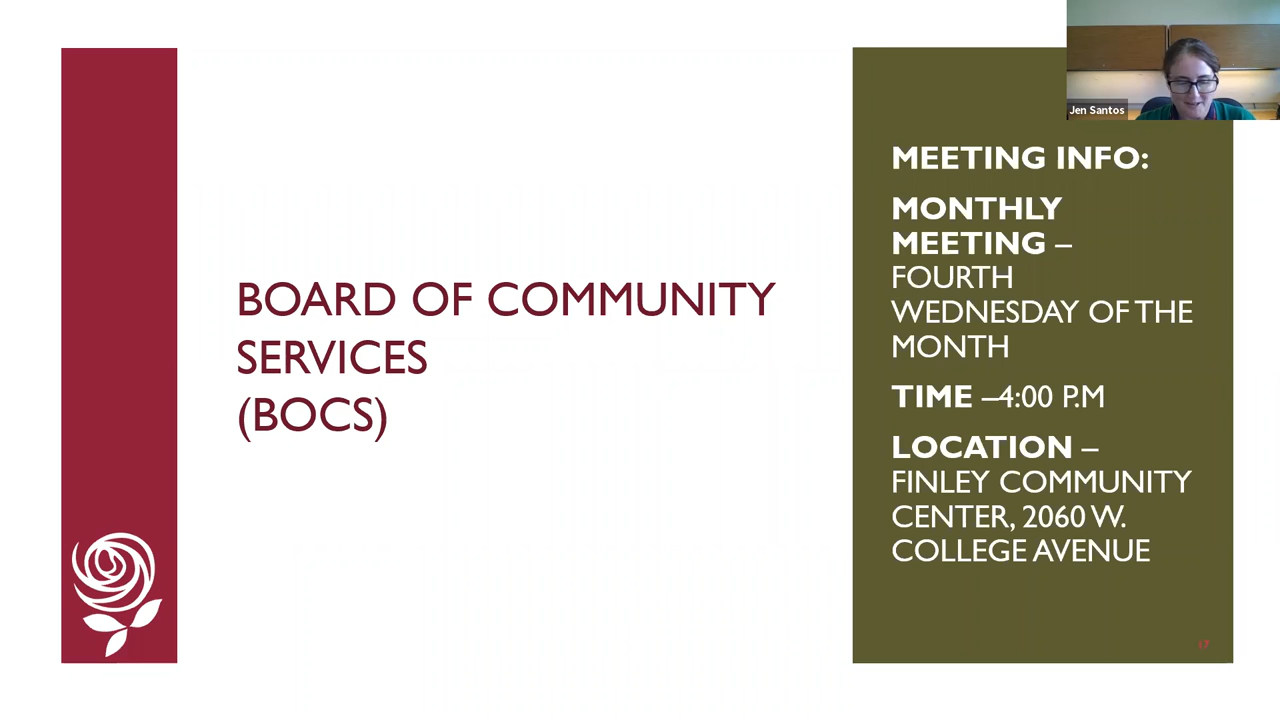 Jen Santos
BOARD OF COMMUNITY
SERVICES
(BOCS)
MEETING INFO:
MONTHLY
MEETING –
FOURTH
WEDNESDAY OF THE
MONTH
TIME –4:00 P.M
LOCATION –
FINLEY COMMUNITY
CENTER, 2060 W.
COLLEGE AVENUE
17